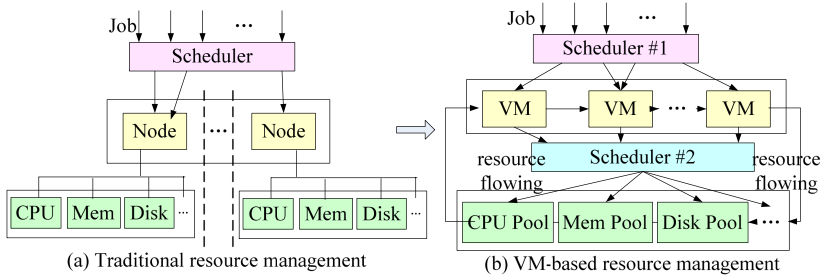 Job ...
Scheduler
Node ... Node
CPU Mem Disk ...
CPU Mem Disk ...
(a) Traditional resource management
Job ...
Scheduler #1
VM VM ... VM
Scheduler #2
resource
flowing
resource
flowing
CPU Pool Mem Pool Disk Pool ...
(b) VM-based resource management